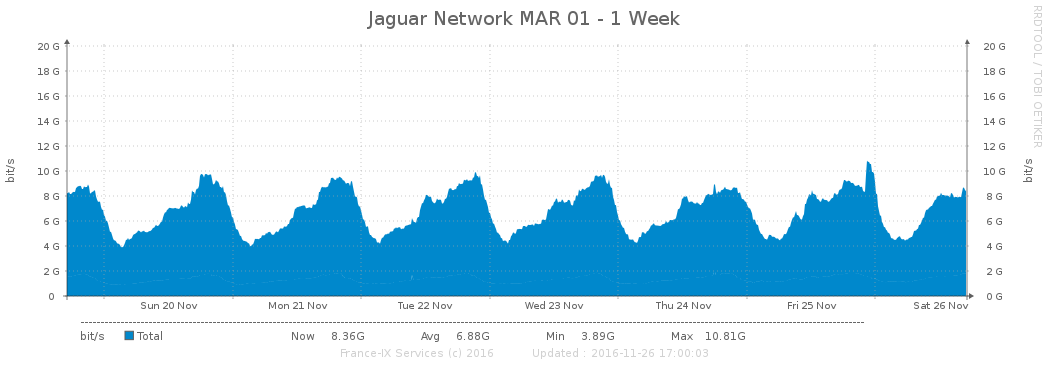 Jaguar Network MAR 01 - 1 Week
RRDTOOL / TOBI OETIKER
bit/s
bit/s
20 G 20 G
18 G 18 G
16 G 16 G
14 G 14 G
12 G 12 G
10 G 10 G
8 G 8 G
6 G 6 G
4 G 4 G
2 G 2 G
0 0 G
Sun 20 Nov Mon 21 Nov Tue 22 Nov Wed 23 Nov Thu 24 Nov Fri 25 Nov Sat 26 Nov
bit/s Total Now 8.36G Avg 6.88G Min 3.89G Max 10.81G
France-IX Services (c) 2016 Updated : 2016-11-26 17:00:03